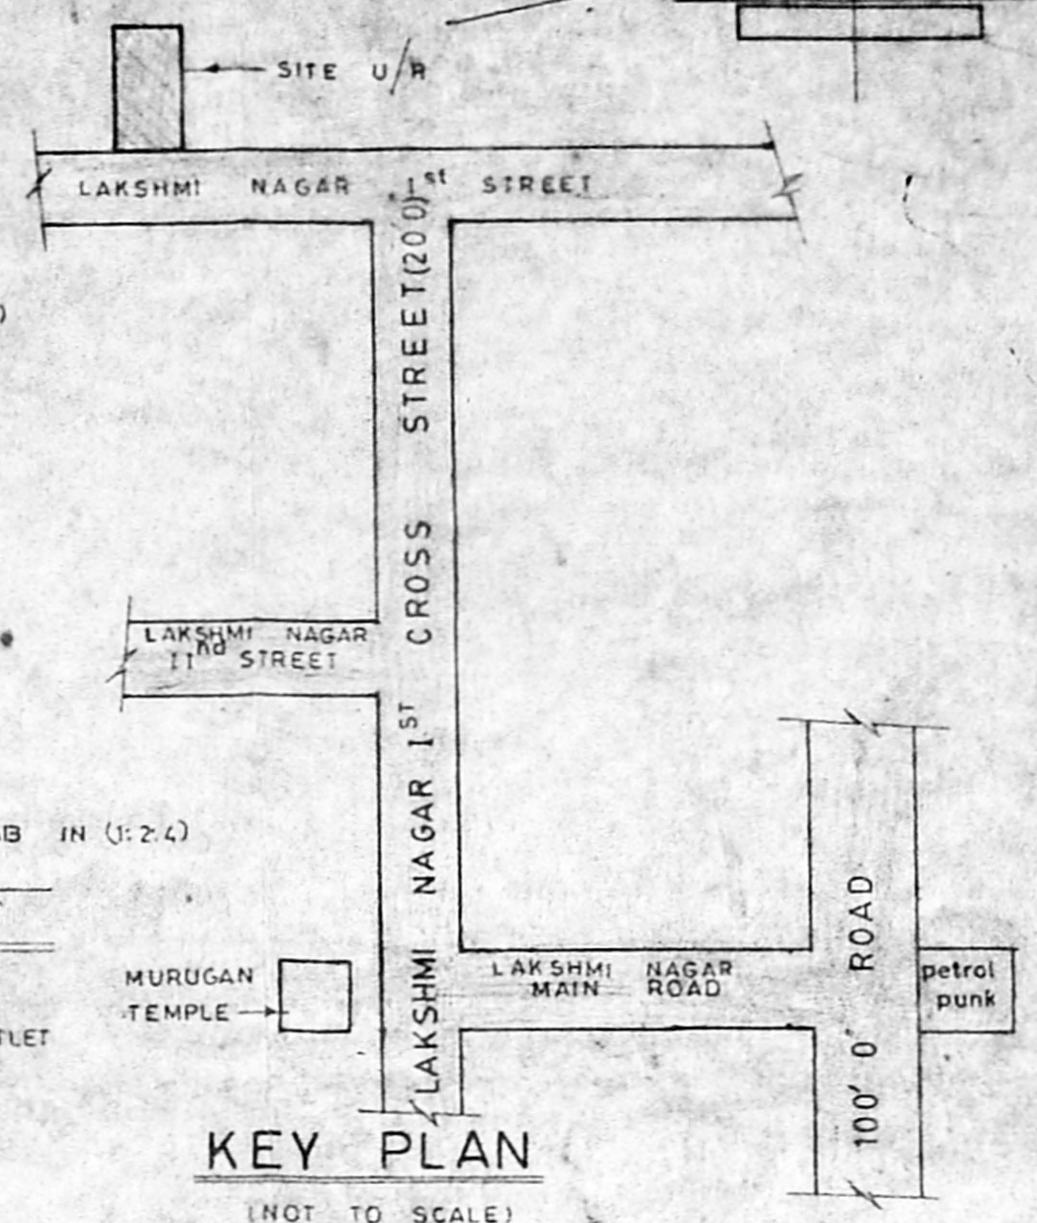 SITE U/R
LAKSHMI NAGAR 1st STREET
LAKSHMI NAGAR 1ST CROSS STREET (20'0)
LAKSHMI NAGAR
IInd STREET
IN (1:2:4)
MURUGAN
TEMPLE
LAKSHMI NAGAR
MAIN ROAD
100' 0" ROAD
petrol
punk
KEY PLAN
(NOT TO SCALE)